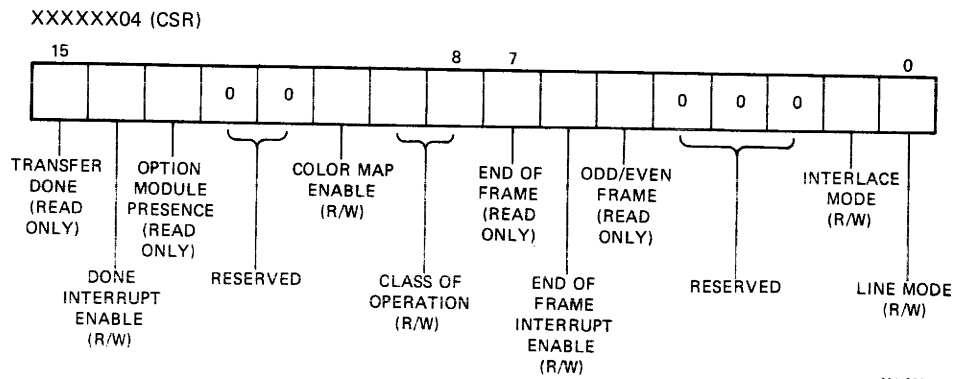 XXXXXX04 (CSR)
15 8 7 0
0 0 0 0 0
TRANSFER
DONE
(READ
ONLY)
DONE
INTERRUPT
ENABLE
(R/W)
OPTION
MODULE
PRESENCE
(READ
ONLY)
RESERVED
COLOR MAP
ENABLE
(R/W)
CLASS OF
OPERATION
(R/W)
END OF
FRAME
(READ
ONLY)
END OF
FRAME
INTERRUPT
ENABLE
(R/W)
ODD/EVEN
FRAME
(READ
ONLY)
RESERVED
INTERLACE
MODE
(R/W)
LINE MODE
(R/W)